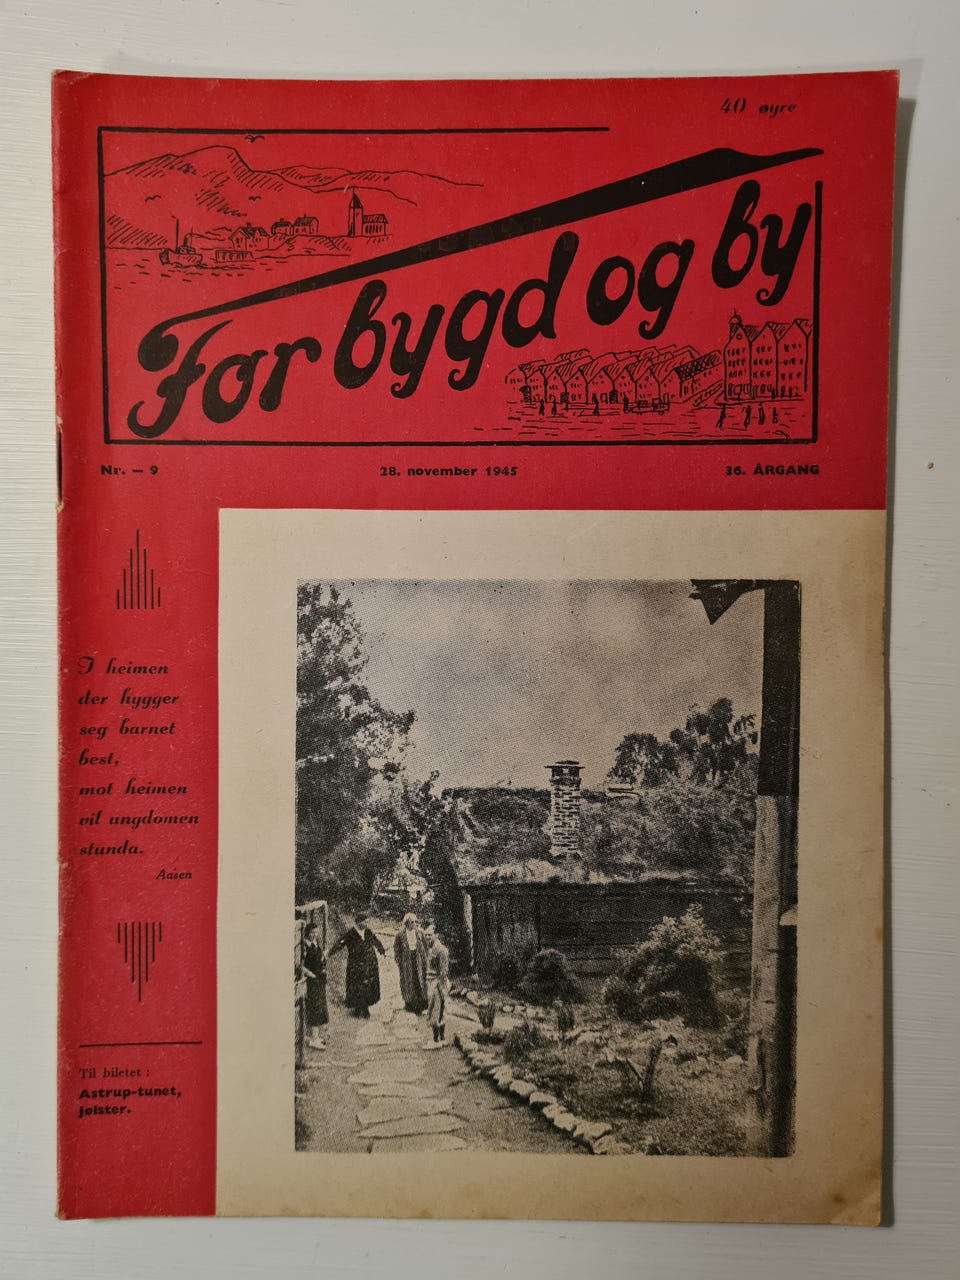 40 øyre
For bygd og by
Nr. – 9
28. november 1945
36. ÅRGANG
I heimen
der hygger
seg barnet
best,
mot heimen
vil ungdomen
stunda.
Aasen
Til biletet :
Astrup-tunet,
Jølster.